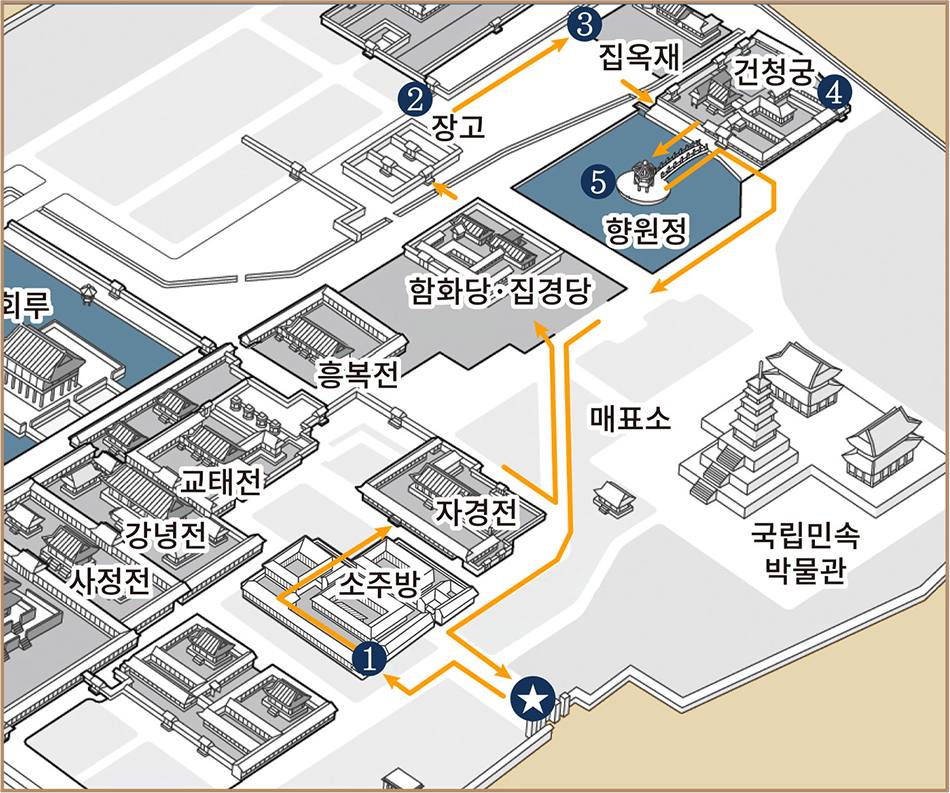 3
집옥재
건청궁
4
2
장고
5
향원정
함화당·집경당
회루
흥복전
매표소
교태전
자경전
강녕전
국립민속
박물관
사정전
소주방
1